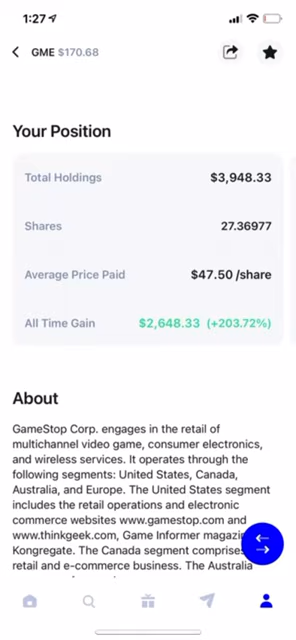 1:27
GME $170.68
Your Position
Total Holdings $3,948.33
Shares 27.36977
Average Price Paid $47.50 /share
All Time Gain $2,648.33 (+203.72%)
About
GameStop Corp. engages in the retail of
multichannel video game, consumer electronics,
and wireless services. It operates through the
following segments: United States, Canada,
Australia, and Europe. The United States segment
includes the retail operations and electronic
commerce websites www.gamestop.com and
www.thinkgeek.com, Game Informer magazin
Kongregate. The Canada segment comprises
retail and e-commerce business. The Australia